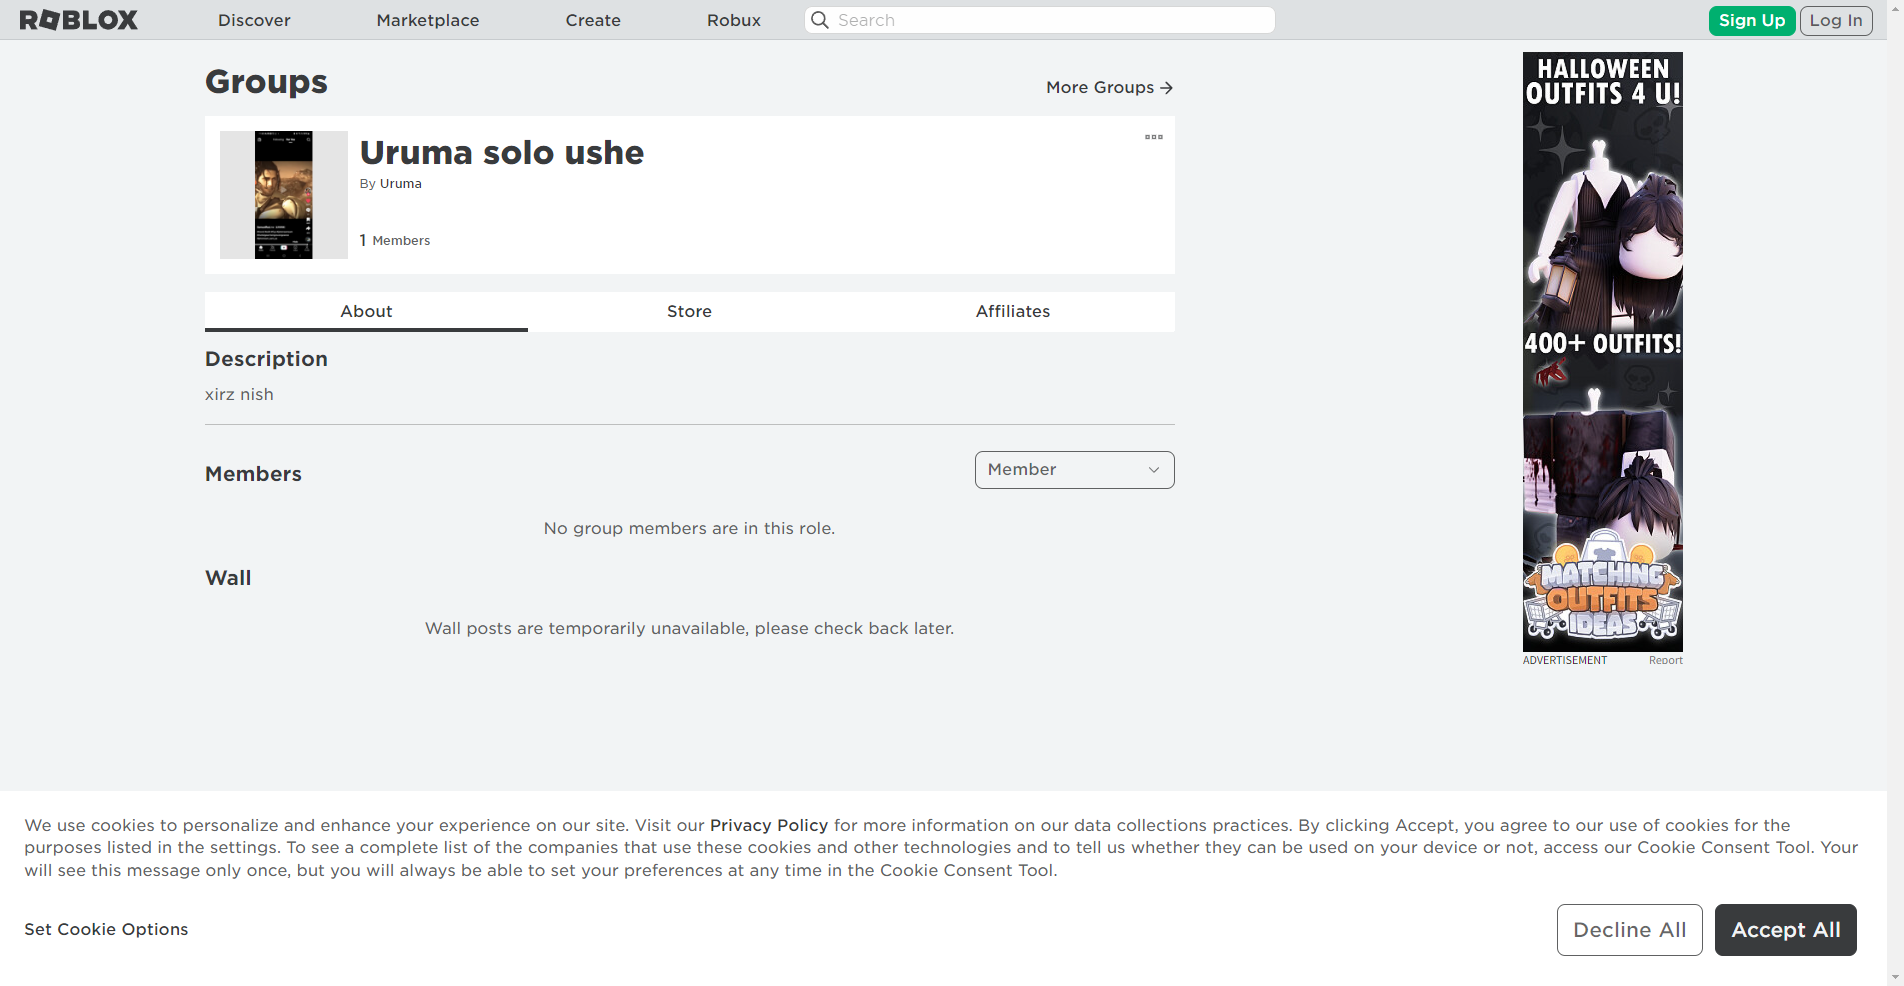 ROBLOX
Discover
Marketplace
Create
Robux
Search
Sign Up
Log In
Groups
More Groups
Uruma solo ushe
By Uruma
1 Members
About
Store
Affiliates
Description
xirz nish
Members
Member
No group members are in this role.
Wall
Wall posts are temporarily unavailable, please check back later.
HALLOWEEN
OUTFITS 4 U!
400+ OUTFITS!
MATCHING
OUTFITS
IDEAS
ADVERTISEMENT
Report
We use cookies to personalize and enhance your experience on our site. Visit our Privacy Policy for more information on our data collections practices. By clicking Accept, you agree to our use of cookies for the
purposes listed in the settings. To see a complete list of the companies that use these cookies and other technologies and to tell us whether they can be used on your device or not, access our Cookie Consent Tool. Your
will see this message only once, but you will always be able to set your preferences at any time in the Cookie Consent Tool.
Set Cookie Options
Decline All
Accept All